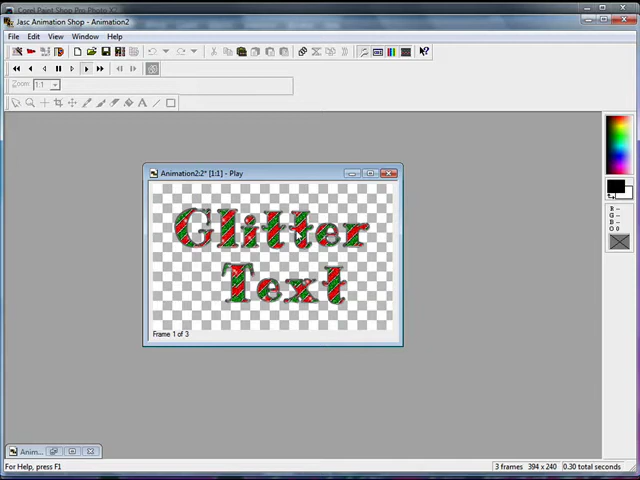 Corel Paint Shop Pro Photo X2
Jasc Animation Shop - Animation2
File Edit View Window Help
Zoom: 1:1
Animation2:2* [1:1] - Play
Glitter
Text
Frame 1 of 3
R --
G --
B --
O 0
Anim...
For Help, press F1
3 frames 394 x 240 0.30 total seconds